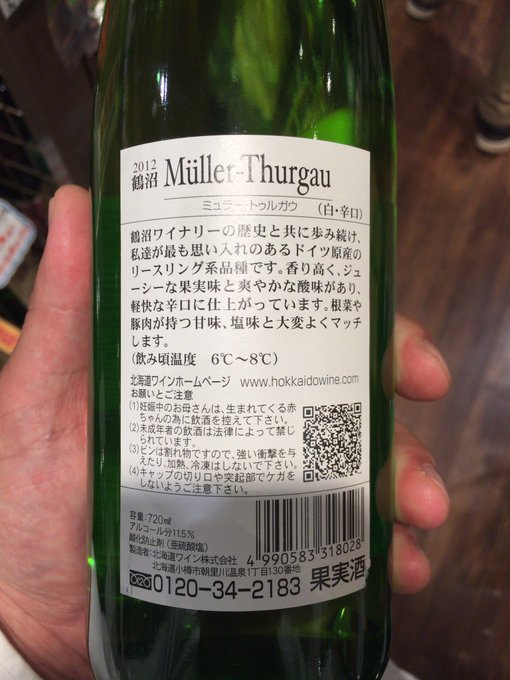 2012
鶴沼 Müller-Thurgau
ミュラー・トゥルガウ (白・辛口)
鶴沼ワイナリーの歴史と共に歩み続け、
私達が最も思い入れのあるドイツ原産の
リースリング系品種です。香り高く、ジュ
ーシーな果実味と爽やかな酸味があり、
軽快な辛口に仕上がっています。根菜や
豚肉が持つ甘味、塩味と大変よくマッチ
します。
(飲み頃温度 6℃〜8℃)
北海道ワインホームページ www.hokkaidowine.com
お願いとご注意
(1)妊娠中のお母さんは、生まれてくる赤
ちゃんの為に飲酒を控えて下さい。
(2)未成年者の飲酒は法律によって禁じ
られています。
(3)ビンは割れ物ですので、強い衝撃を与
えたり、加熱、冷凍はしないで下さい。
(4)キャップの切り口や突起部でケガを
しないようご注意下さい。
容量:720㎖
アルコール分11.5%
酸化防止剤(亜硫酸塩)
製造者:北海道ワイン株式会社
北海道小樽市朝里川温泉1丁目130番地
4 990583 318028
0120-34-2183 果実酒